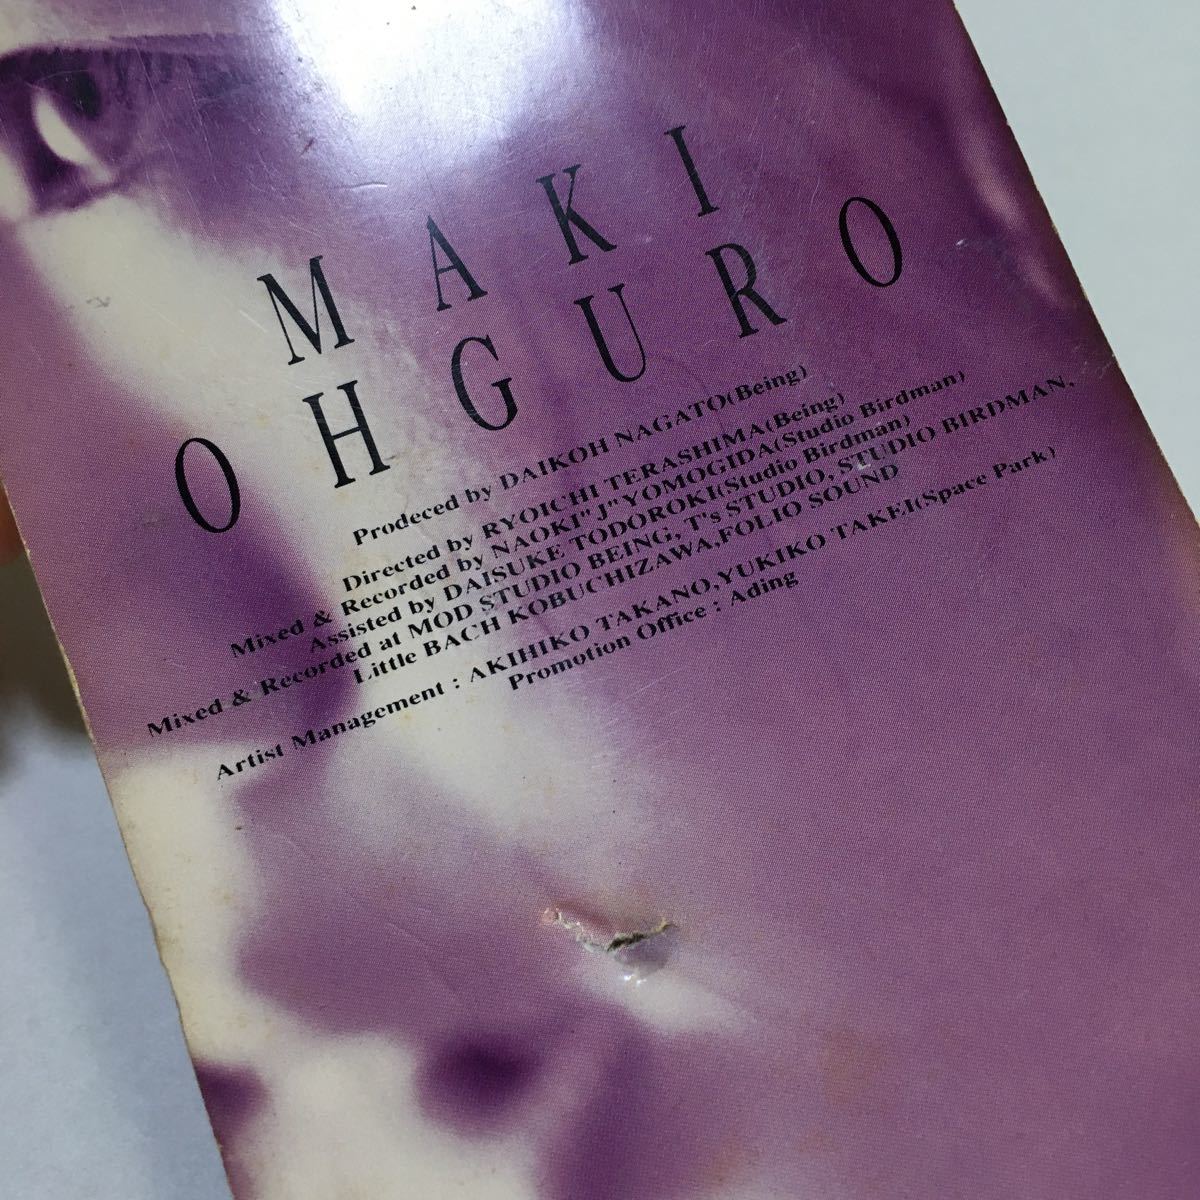 MAKI
OHGURO
Prodeced by DAIKOH NAGATO(Being)
Directed by RYOICHI TERASHIMA(Being)
Mixed & Recorded by NAOKI"J"YOMOGIDA(Studio Birdman)
Assisted by DAISUKE TODOROKI(Studio Birdman)
Mixed & Recorded at MOD STUDIO BEING, T's STUDIO, STUDIO BIRDMAN,
Little BACH KOBUCHIZAWA,FOLIO SOUND
Artist Management : AKIHIKO TAKANO,YUKIKO TAKEI(Space Park)
Promotion Office : Ading